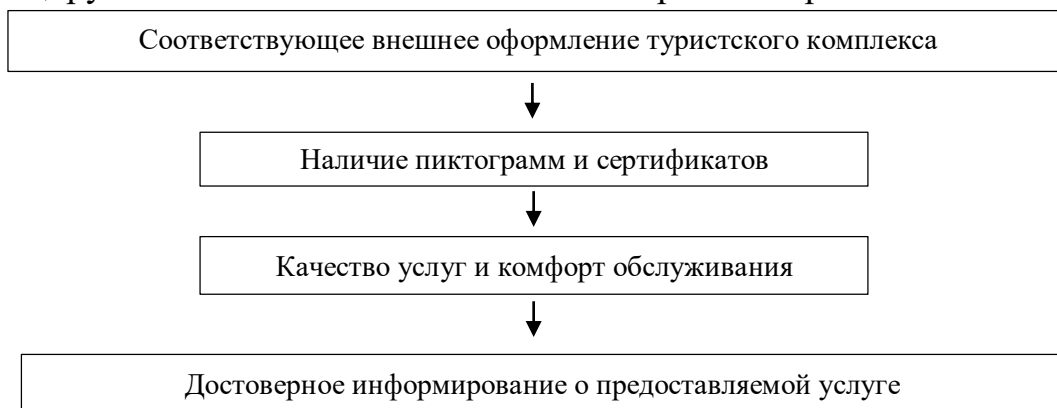 Соответствующее внешнее оформление туристского комплекса
Наличие пиктограмм и сертификатов
Качество услуг и комфорт обслуживания
Достоверное информирование о предоставляемой услуге